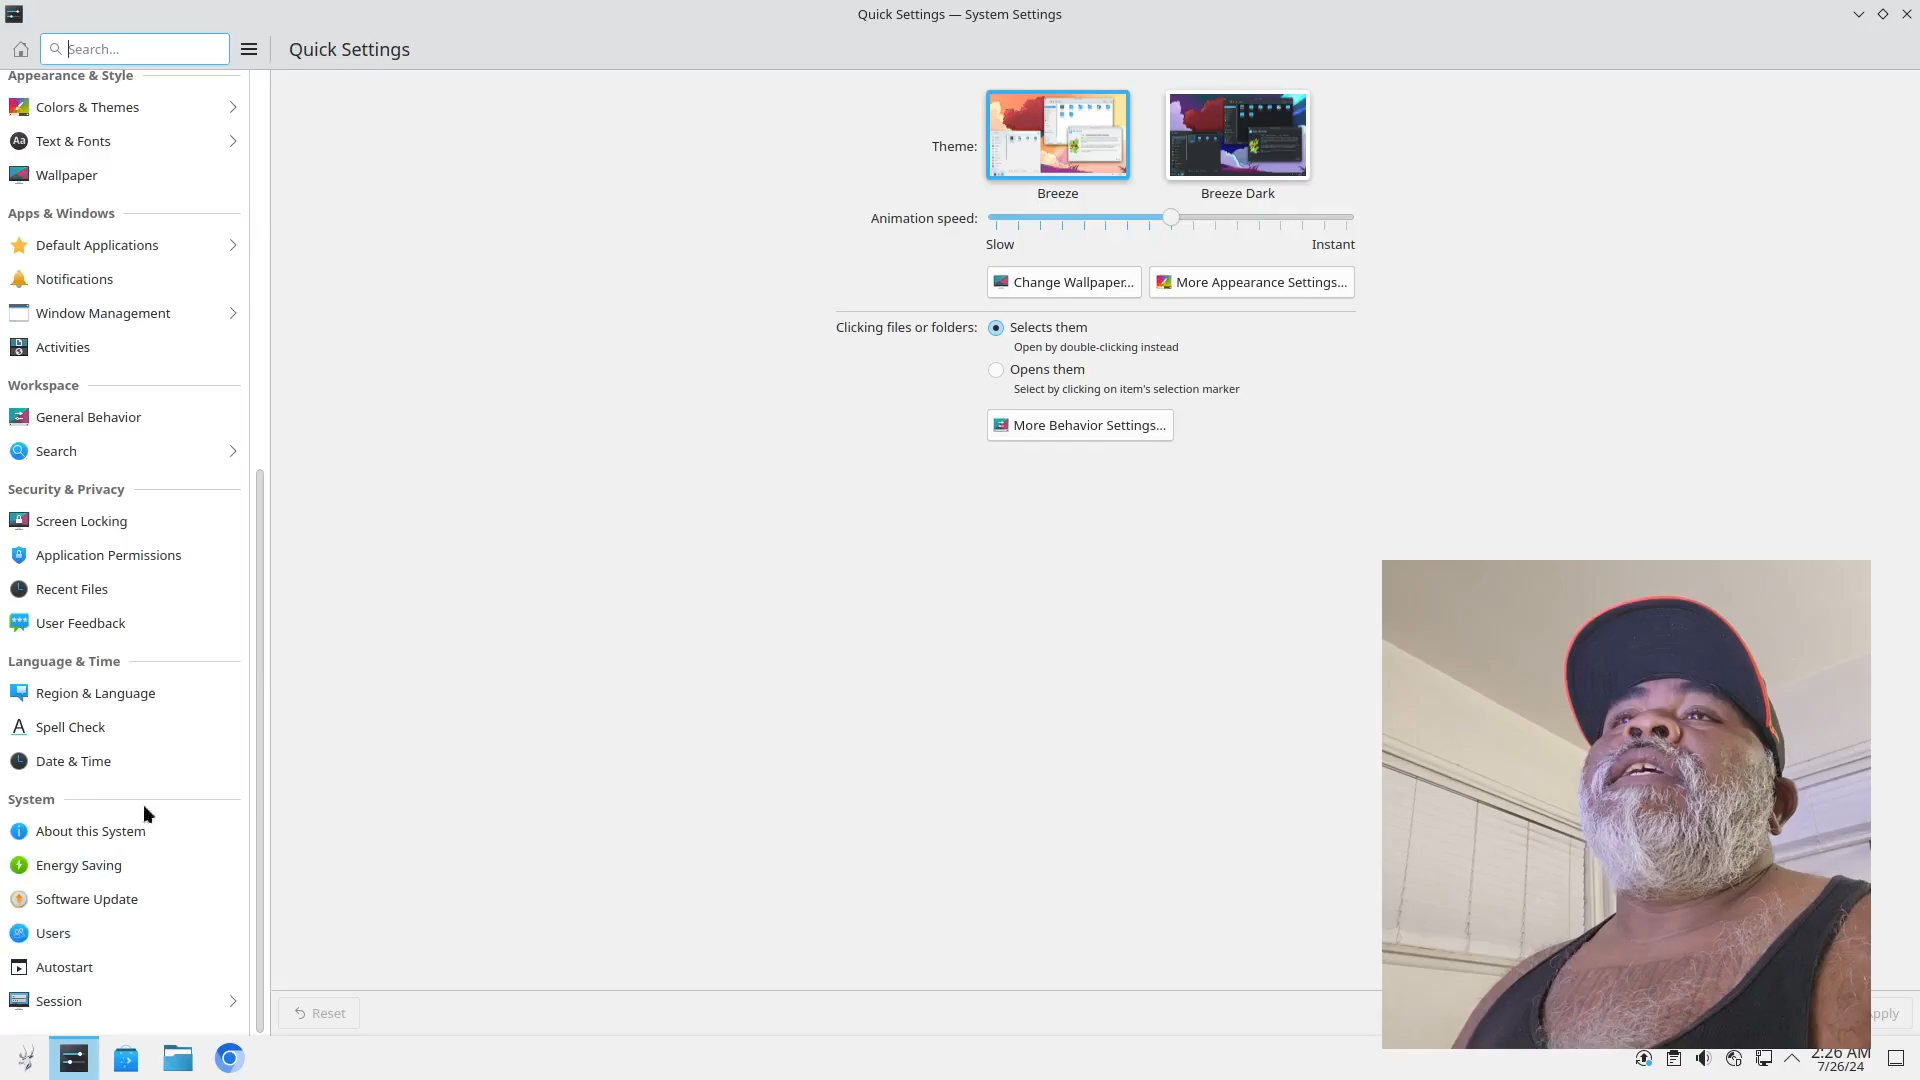 Quick Settings — System Settings
Search...
Quick Settings
Appearance & Style
Colors & Themes
Aa
Text & Fonts
Wallpaper
Apps & Windows
Default Applications
Notifications
Window Management
Activities
Workspace
General Behavior
Search
Security & Privacy
Screen Locking
Application Permissions
Recent Files
User Feedback
Language & Time
Region & Language
A
Spell Check
Date & Time
System
About this System
Energy Saving
Software Update
Users
Autostart
Session
Theme:
Breeze
Breeze Dark
Animation speed:
Slow
Instant
Change Wallpaper...
More Appearance Settings...
Clicking files or folders:
Selects them
Open by double-clicking instead
Opens them
Select by clicking on item's selection marker
More Behavior Settings...
Reset
pply
2:26 AM
7/26/24